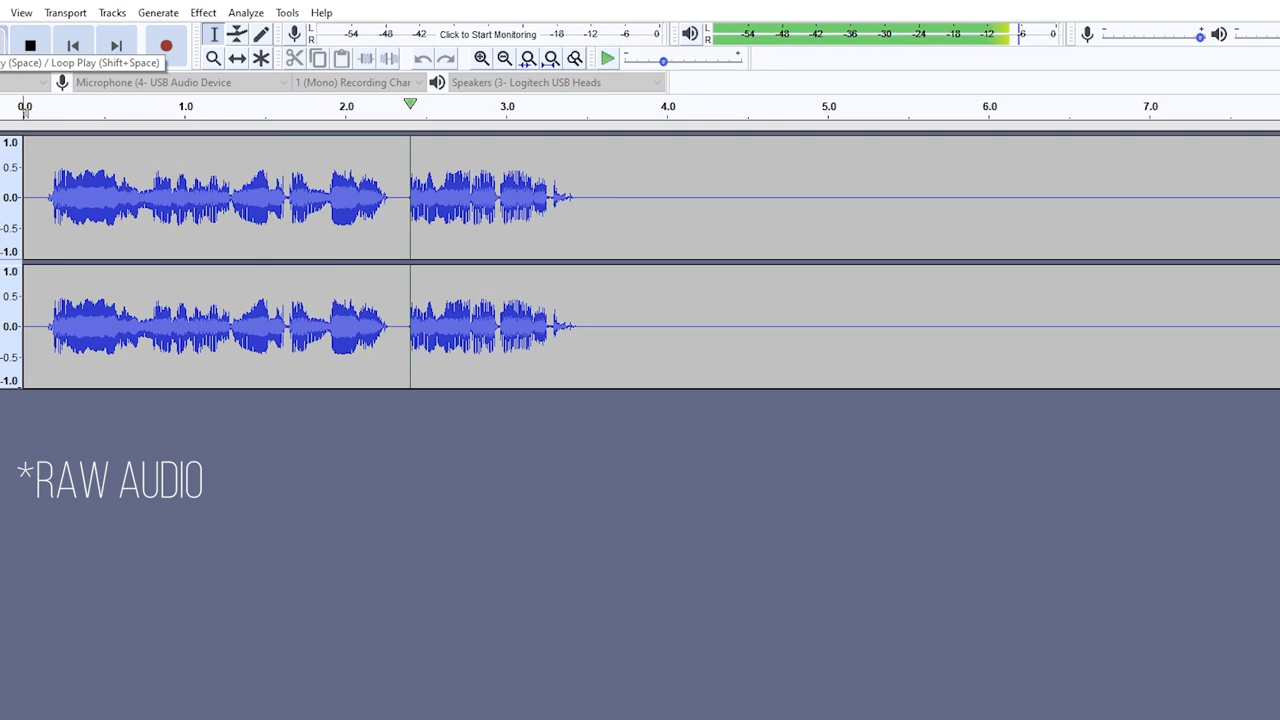 View Transport Tracks Generate Effect Analyze Tools Help
L R -54 -48 -42 Click to Start Monitoring -18 -12 -6 0
L R -54 -48 -42 -36 -30 -24 -18 -12 -6 0
y (Space) / Loop Play (Shift+Space)
Microphone (4- USB Audio Device 1 (Mono) Recording Char Speakers (3- Logitech USB Heads
0.0 1.0 2.0 3.0 4.0 5.0 6.0 7.0
1.0
0.5
0.0
-0.5
-1.0
1.0
0.5
0.0
-0.5
-1.0
*RAW AUDIO